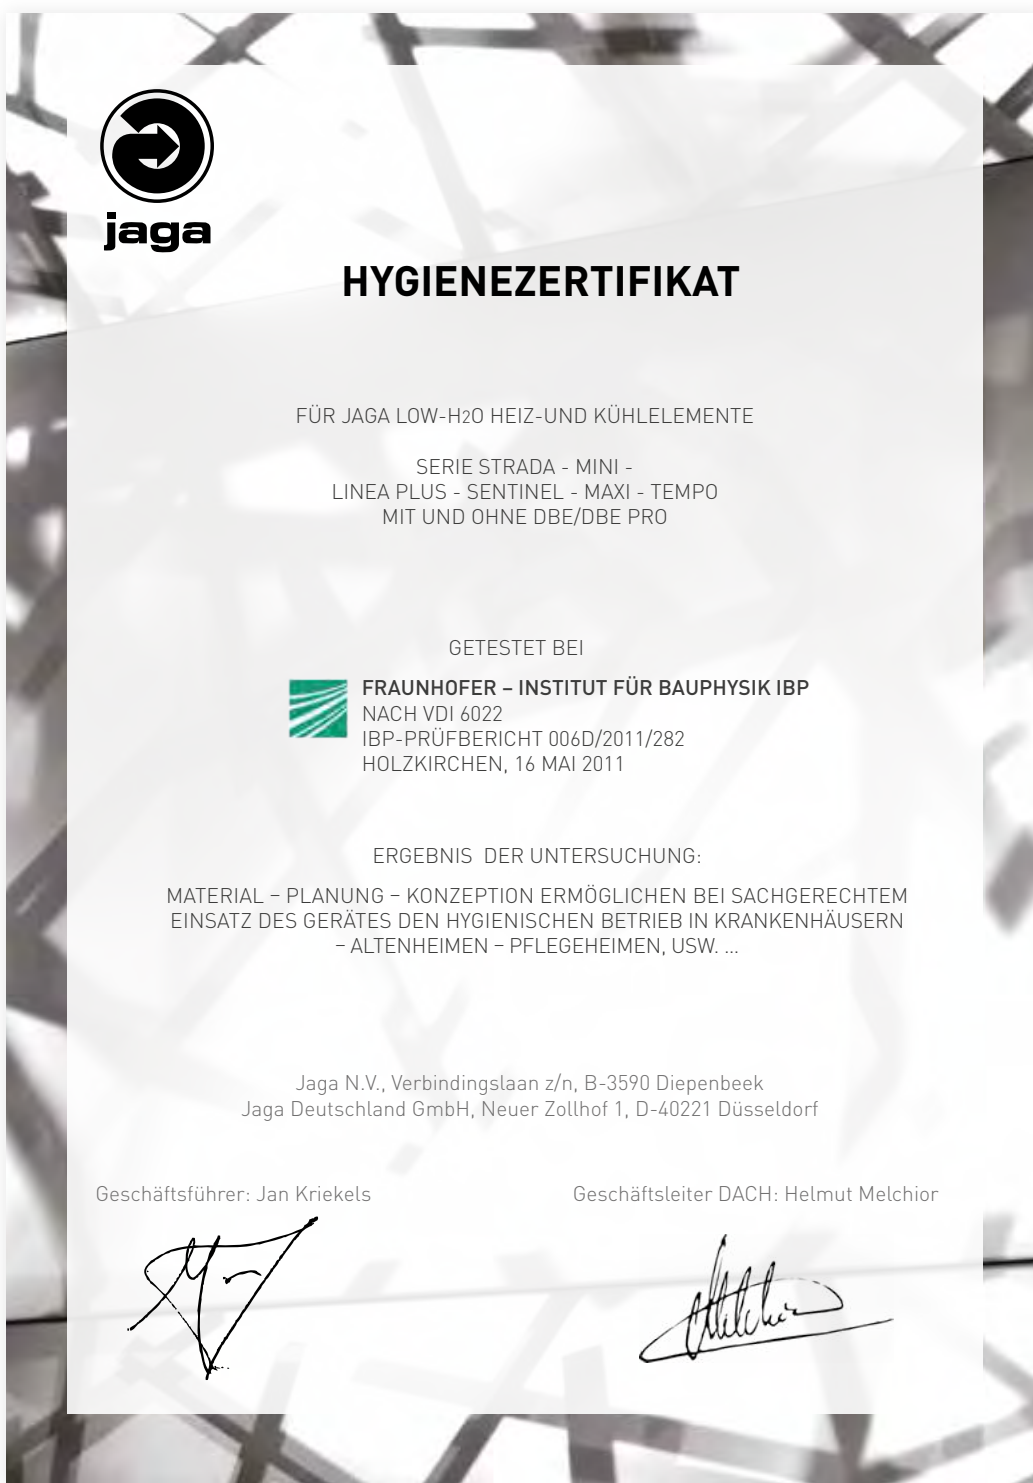 jaga
HYGIENEZERTIFIKAT
FÜR JAGA LOW-H2O HEIZ-UND KÜHLELEMENTE
SERIE STRADA - MINI -
LINEA PLUS - SENTINEL - MAXI - TEMPO
MIT UND OHNE DBE/DBE PRO
GETESTET BEI
FRAUNHOFER – INSTITUT FÜR BAUPHYSIK IBP
NACH VDI 6022
IBP-PRÜFBERICHT 006D/2011/282
HOLZKIRCHEN, 16 MAI 2011
ERGEBNIS DER UNTERSUCHUNG:
MATERIAL – PLANUNG – KONZEPTION ERMÖGLICHEN BEI SACHGERECHTEM
EINSATZ DES GERÄTES DEN HYGIENISCHEN BETRIEB IN KRANKENHÄUSERN
– ALTENHEIMEN – PFLEGEHEIMEN, USW. ...
Jaga N.V., Verbindingslaan z/n, B-3590 Diepenbeek
Jaga Deutschland GmbH, Neuer Zollhof 1, D-40221 Düsseldorf
Geschäftsführer: Jan Kriekels
Geschäftsleiter DACH: Helmut Melchior